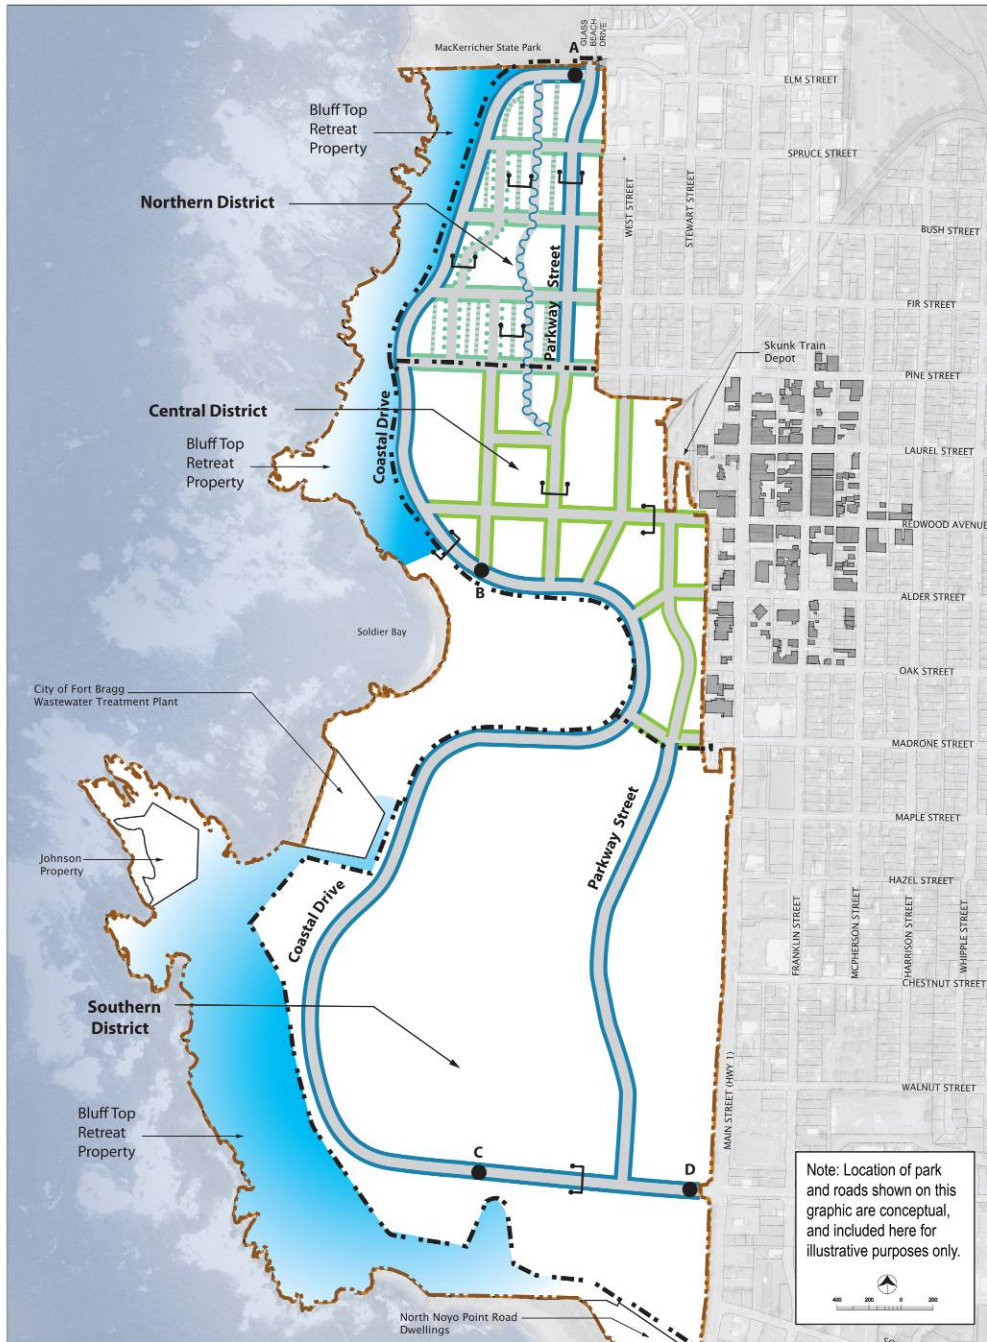 GLASS
BEACH
DRIVE
MacKerricher State Park
A
ELM STREET
Bluff Top
Retreat
Property
SPRUCE STREET
Northern District
WEST STREET
STEWART STREET
BUSH STREET
Parkway Street
FIR STREET
Skunk Train
Depot
PINE STREET
Central District
Coastal Drive
Bluff Top
Retreat
Property
LAUREL STREET
REDWOOD AVENUE
B
ALDER STREET
Soldier Bay
OAK STREET
City of Fort Bragg
Wastewater Treatment Plant
MADRONE STREET
Parkway Street
MAPLE STREET
Johnson
Property
HAZEL STREET
Coastal Drive
FRANKLIN STREET
MCPHERSON STREET
HARRISON STREET
WHIPPLE STREET
CHESTNUT STREET
Southern
District
MAIN STREET (HWY 1)
WALNUT STREET
Bluff Top
Retreat
Property
C
D
Note: Location of park
and roads shown on this
graphic are conceptual,
and included here for
illustrative purposes only.
400 200 0 200
North Noyo Point Road
Dwellings